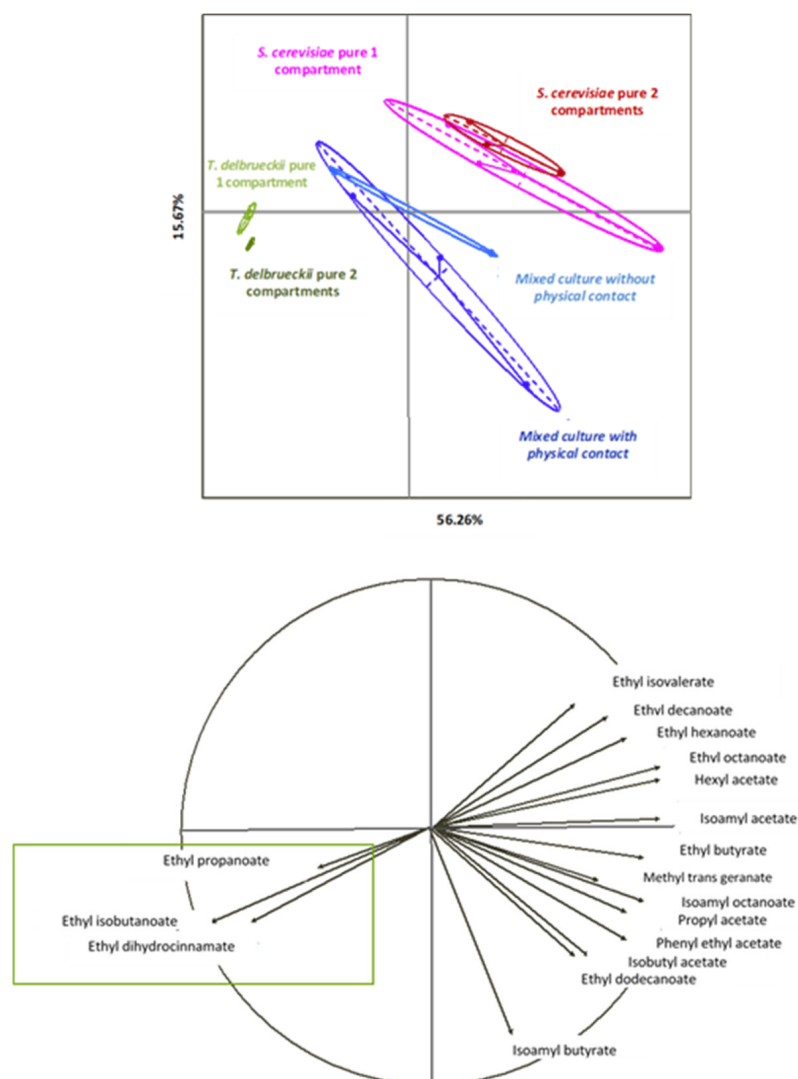 S. cerevisiae pure 1
compartment
S. cerevisiae pure 2
compartments
T. delbrueckii pure
1 compartment
15.67%
T. delbrueckii pure 2
compartments
Mixed culture without
physical contact
Mixed culture with
physical contact
56.26%
Ethyl isovalerate
Ethvl decanoate
Ethyl hexanoate
Ethvl octanoate
Hexyl acetate
Isoamyl acetate
Ethyl butyrate
Ethyl propanoate
Methyl trans geranate
Isoamyl octanoate
Propyl acetate
Ethyl isobutanoate
Phenyl ethyl acetate
Ethyl dihydrocinnamate
Isobutyl acetate
Ethyl dodecanoate
Isoamyl butyrate